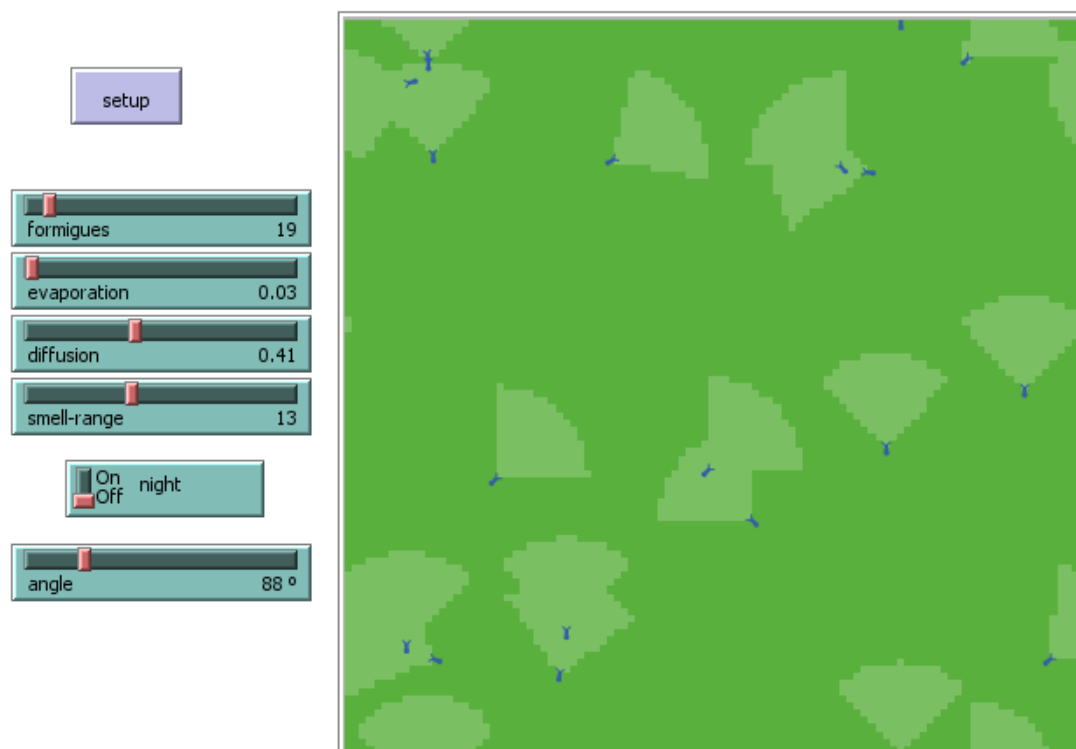 setup
formigues 19
evaporation 0.03
diffusion 0.41
smell-range 13
On
Off night
angle 88 º